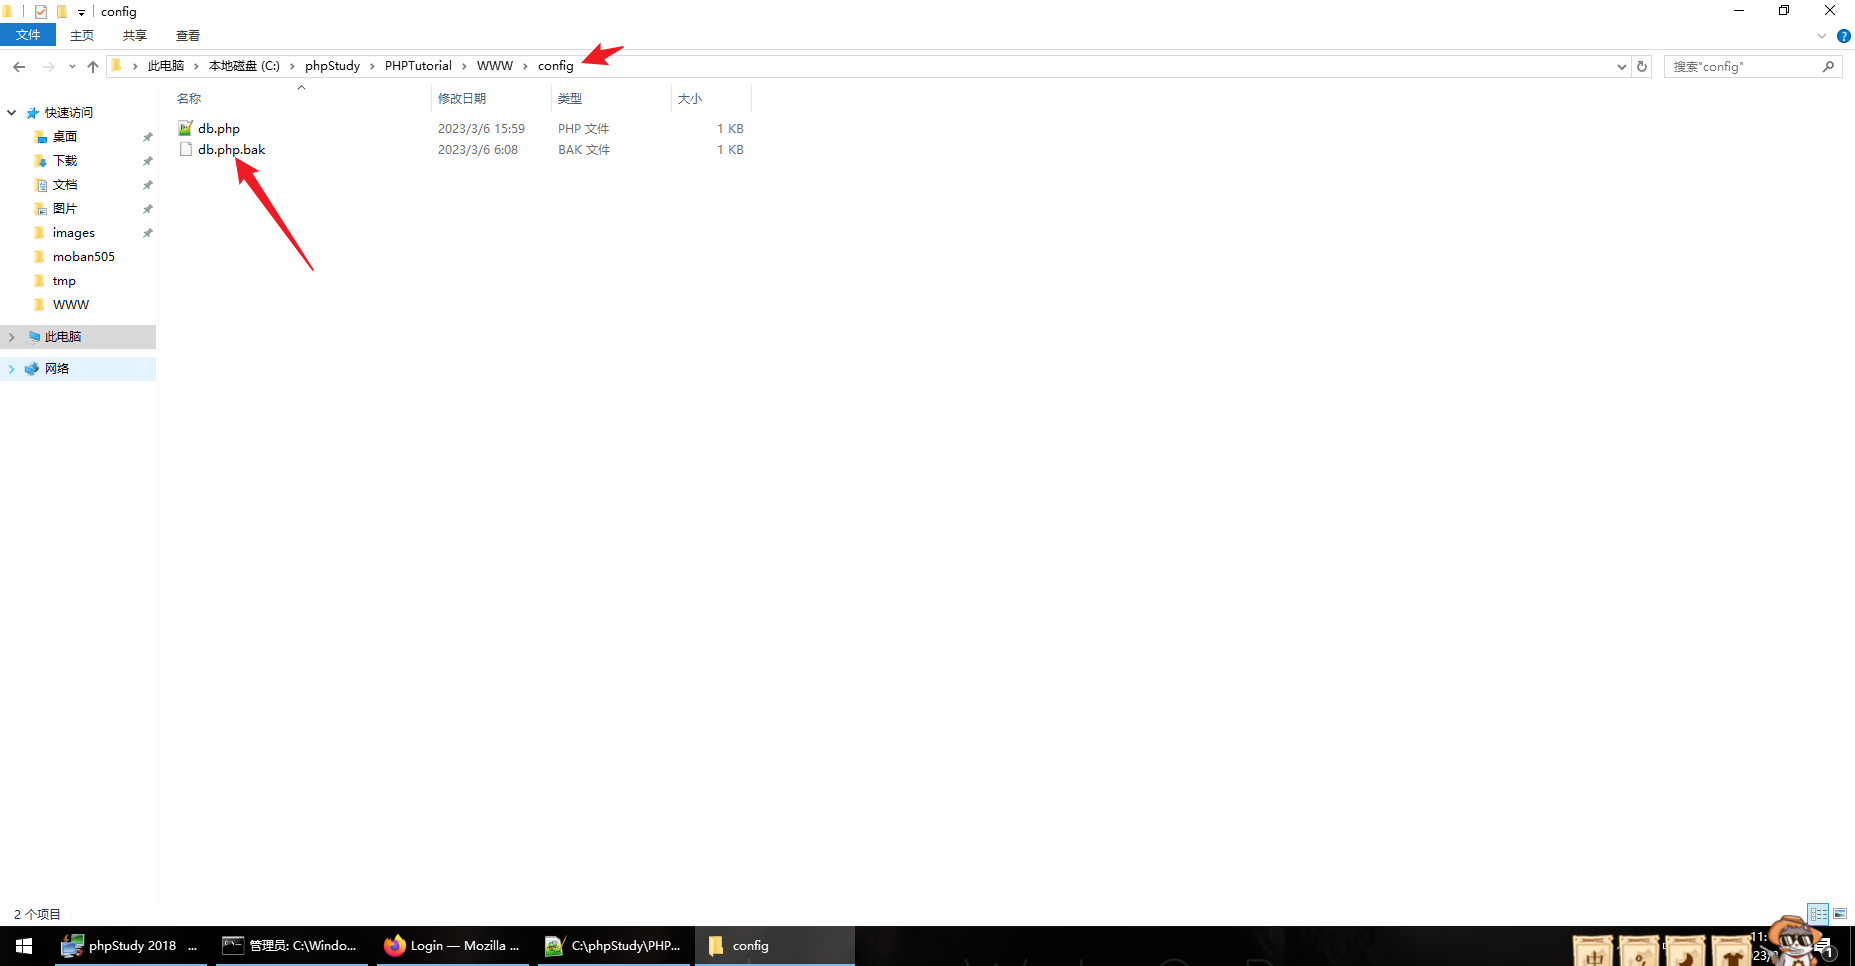 config
文件 主页 共享 查看
此电脑 › 本地磁盘 (C:) › phpStudy › PHPTutorial › WWW › config
搜索"config"
名称 修改日期 类型 大小
db.php 2023/3/6 15:59 PHP 文件 1 KB
db.php.bak 2023/3/6 6:08 BAK 文件 1 KB
快速访问
桌面
下载
文档
图片
images
moban505
tmp
WWW
此电脑
网络
2 个项目
phpStudy 2018 ...
管理员: C:\Windo...
Login — Mozilla ...
C:\phpStudy\PHP...
config
中
11:
1